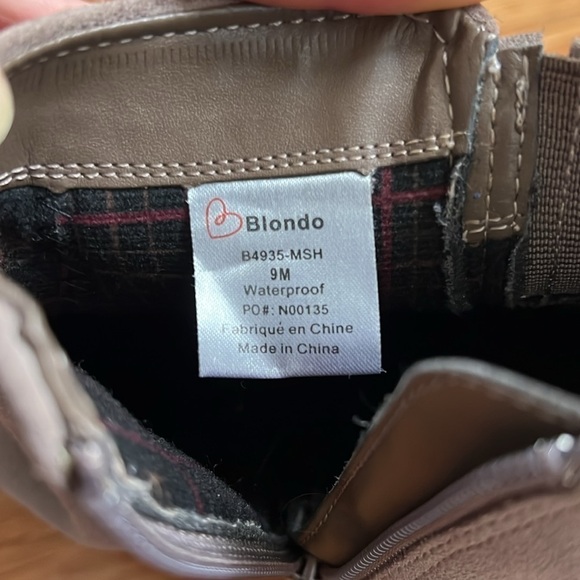 Blondo
B4935-MSH
9M
Waterproof
PO#: N00135
Fabriqué en Chine
Made in China